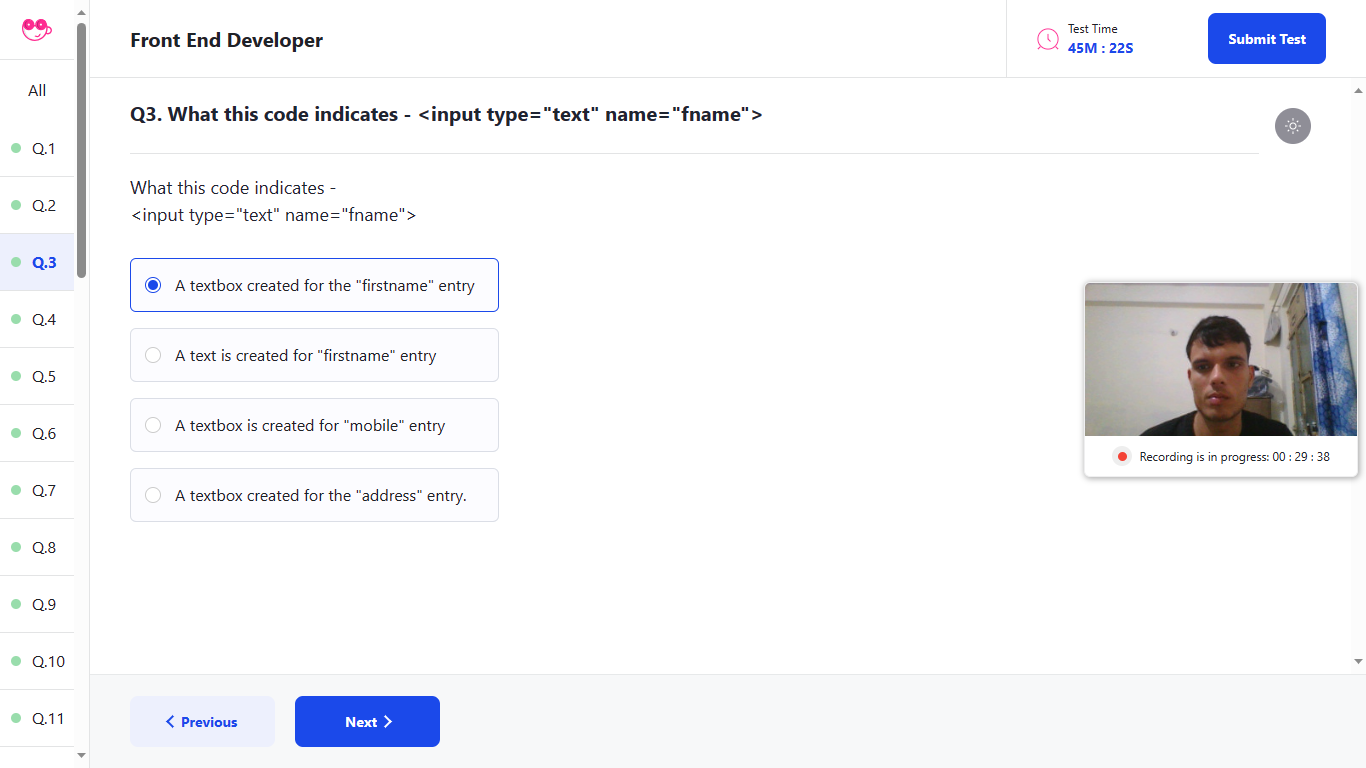 Front End Developer
Test Time
45M : 22S
Submit Test
All
Q.1
Q.2
Q.3
Q.4
Q.5
Q.6
Q.7
Q.8
Q.9
Q.10
Q.11
Q3. What this code indicates - <input type="text" name="fname">
What this code indicates -
<input type="text" name="fname">
A textbox created for the "firstname" entry
A text is created for "firstname" entry
A textbox is created for "mobile" entry
A textbox created for the "address" entry.
Recording is in progress: 00 : 29 : 38
Previous
Next